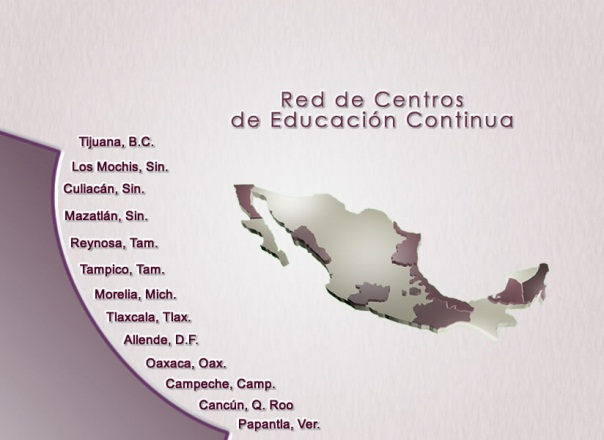 Red de Centros
de Educación Continua
Tijuana, B.C.
Los Mochis, Sin.
Culiacán, Sin.
Mazatlán, Sin.
Reynosa, Tam.
Tampico, Tam.
Morelia, Mich.
Tlaxcala, Tlax.
Allende, D.F.
Oaxaca, Oax.
Campeche, Camp.
Cancún, Q. Roo
Papantla, Ver.